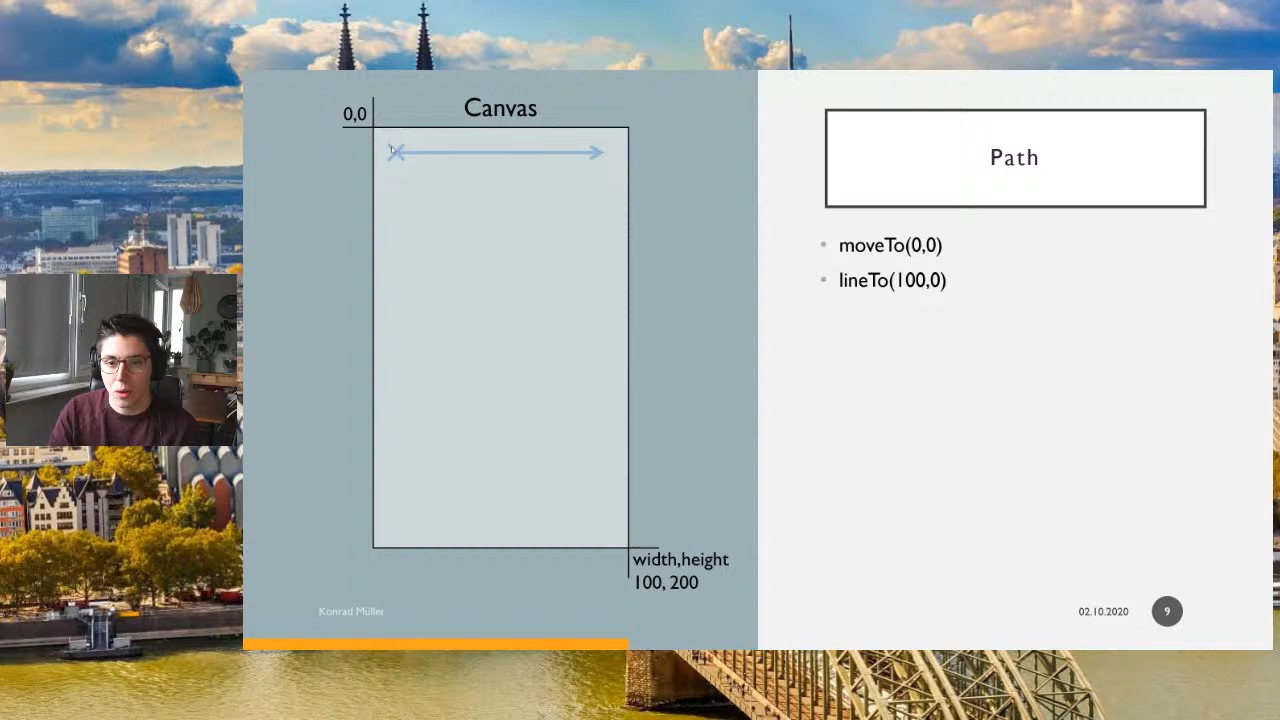 0,0
Canvas
width,height
100, 200
Konrad Müller
Path
moveTo(0,0)
lineTo(100,0)
02.10.2020
9